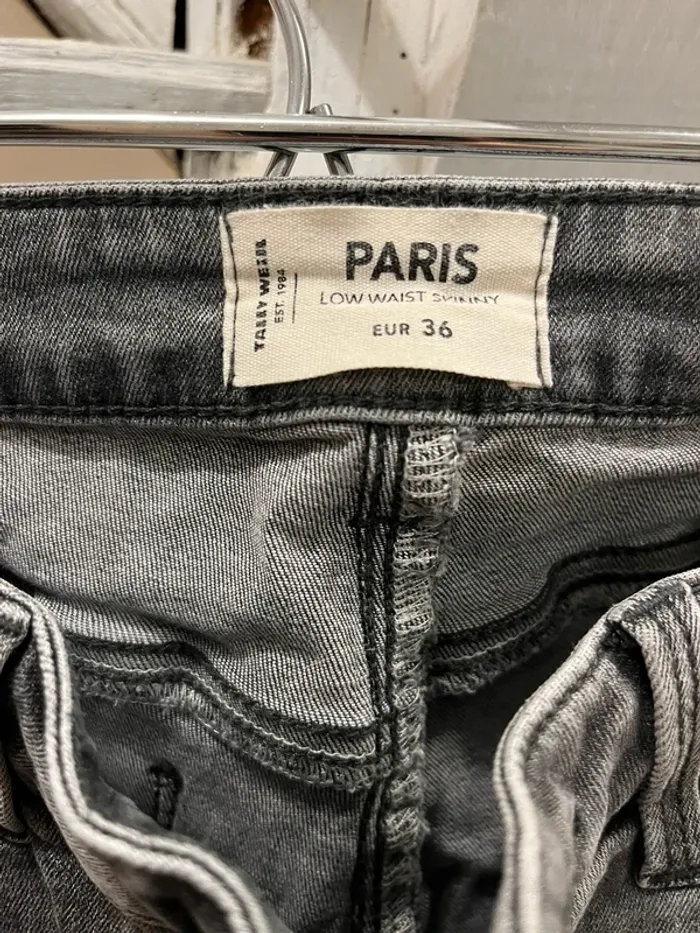 TALLY WEiJL
EST. 1984
PARIS
LOW WAIST SKINNY
EUR 36